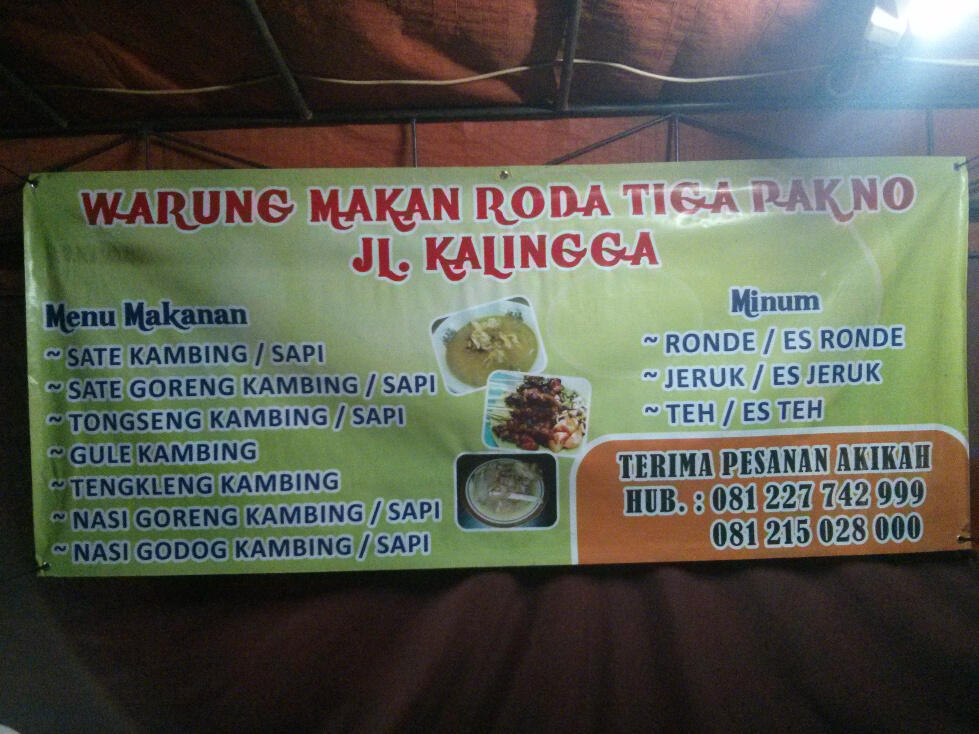 WARUNG MAKAN RODA TIGA PAK NO
JL. KALINGGA
Menu Makanan
~ SATE KAMBING / SAPI
~ SATE GORENG KAMBING / SAPI
~ TONGSENG KAMBING / SAPI
~ GULE KAMBING
~ TENGKLENG KAMBING
~ NASI GORENG KAMBING / SAPI
~ NASI GODOG KAMBING / SAPI
Minum
~ RONDE / ES RONDE
~ JERUK / ES JERUK
~ TEH / ES TEH
TERIMA PESANAN AKIKAH
HUB. : 081 227 742 999
081 215 028 000